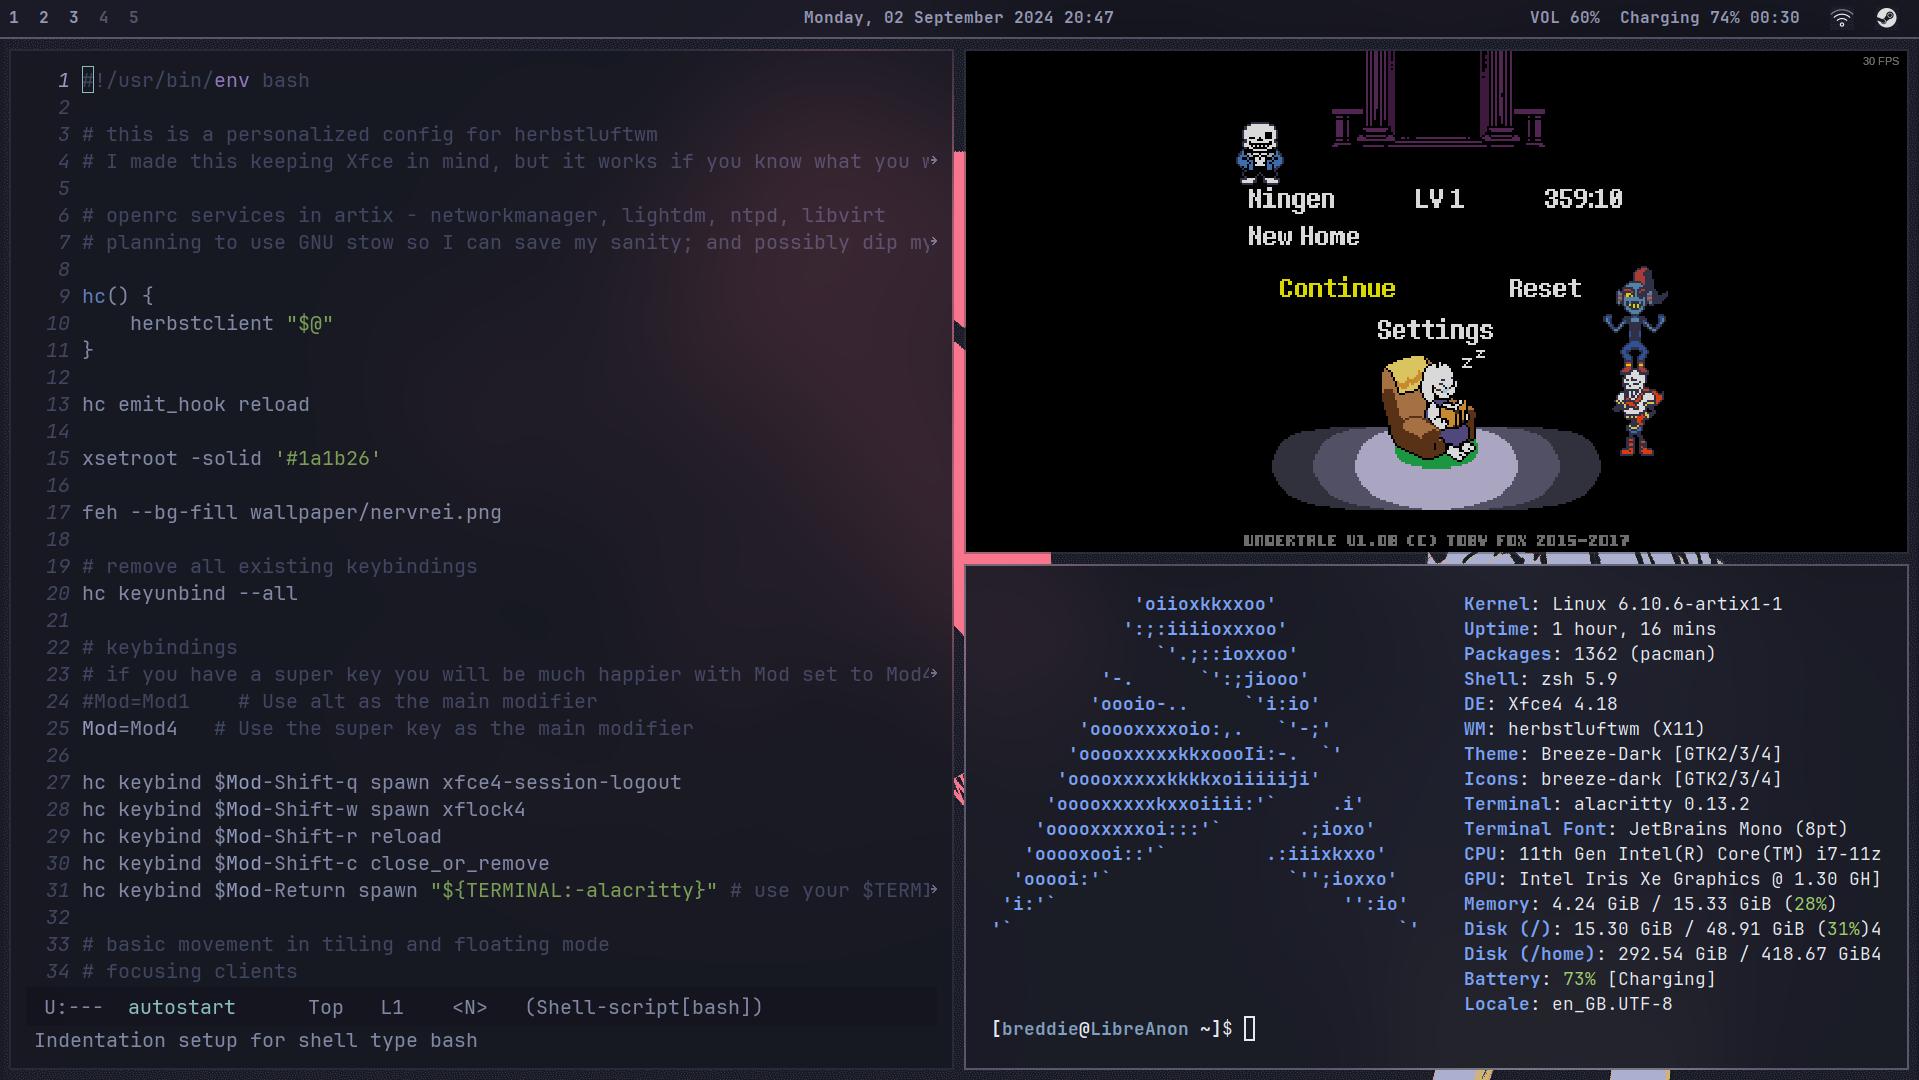 1 2 3 4 5 Monday, 02 September 2024 20:47 VOL 60% Charging 74% 00:30
1 #!/usr/bin/env bash
2
3 # this is a personalized config for herbstluftwm
4 # I made this keeping Xfce in mind, but it works if you know what you
5
6 # openrc services in artix - networkmanager, lightdm, ntpd, libvirt
7 # planning to use GNU stow so I can save my sanity; and possibly dip my
8
9 hc() {
10 herbstclient "$@"
11 }
12
13 hc emit_hook reload
14
15 xsetroot -solid '#1a1b26'
16
17 feh --bg-fill wallpaper/nervrei.png
18
19 # remove all existing keybindings
20 hc keyunbind --all
21
22 # keybindings
23 # if you have a super key you will be much happier with Mod set to Mod4
24 #Mod=Mod1 # Use alt as the main modifier
25 Mod=Mod4 # Use the super key as the main modifier
26
27 hc keybind $Mod-Shift-q spawn xfce4-session-logout
28 hc keybind $Mod-Shift-w spawn xflock4
29 hc keybind $Mod-Shift-r reload
30 hc keybind $Mod-Shift-c close_or_remove
31 hc keybind $Mod-Return spawn "${TERMINAL:-alacritty}" # use your $TERMI
32
33 # basic movement in tiling and floating mode
34 # focusing clients
U:--- autostart Top L1 <N> (Shell-script[bash])
Indentation setup for shell type bash
30 FPS
Ningen LV 1 359:10
New Home
Continue Reset
Settings
z z
UNDERTALE V1.08 (C) TOBY FOX 2015-2017
'oiioxkkxxoo' Kernel: Linux 6.10.6-artix1-1
':;:iiiioxxxoo' Uptime: 1 hour, 16 mins
`'.;::ioxxoo' Packages: 1362 (pacman)
'-. `':;jiooo' Shell: zsh 5.9
'oooio-.. `'i:io' DE: Xfce4 4.18
'ooooxxxxoio:,. `'-;' WM: herbstluftwm (X11)
'ooooxxxxxkkxoooIi:-. `' Theme: Breeze-Dark [GTK2/3/4]
'ooooxxxxxkkkkxoiiiiiji' Icons: breeze-dark [GTK2/3/4]
'ooooxxxxxkxxoiiii:'` .i' Terminal: alacritty 0.13.2
'ooooxxxxxoi:::'` .;ioxo' Terminal Font: JetBrains Mono (8pt)
'ooooxooi::'` .:iiixkxxo' CPU: 11th Gen Intel(R) Core(TM) i7-11z
'ooooi:'` `'';ioxxo' GPU: Intel Iris Xe Graphics @ 1.30 GH]
'i:'` '':io' Memory: 4.24 GiB / 15.33 GiB (28%)
'` `' Disk (/): 15.30 GiB / 48.91 GiB (31%)4
Disk (/home): 292.54 GiB / 418.67 GiB4
Battery: 73% [Charging]
Locale: en_GB.UTF-8
[breddie@LibreAnon ~]$